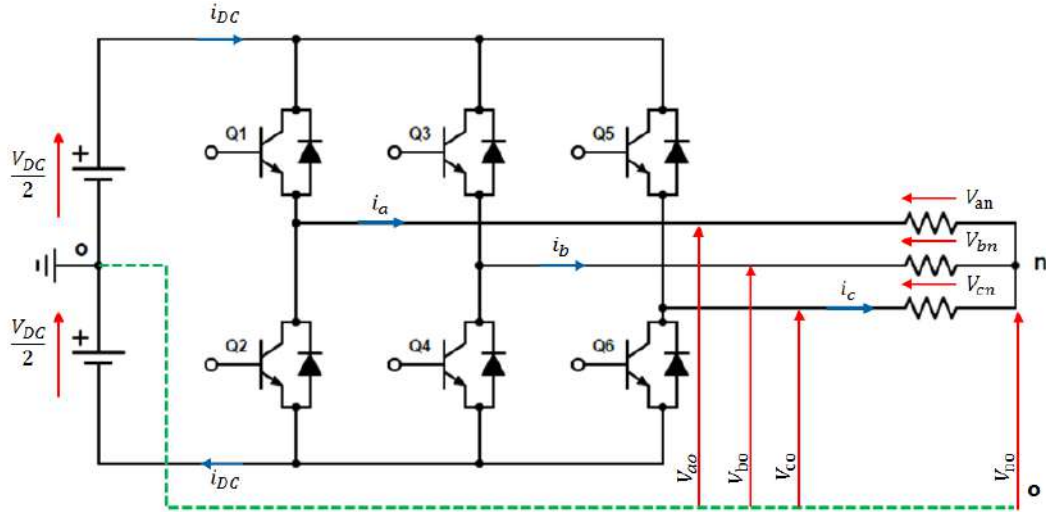 i_DC
Q1
Q3
Q5
+
V_DC
2
i_a
V_an
o
i_b
V_bn
n
i_c
V_cn
+
V_DC
2
Q2
Q4
Q6
V_ao
V_bo
V_co
V_no
i_DC
o